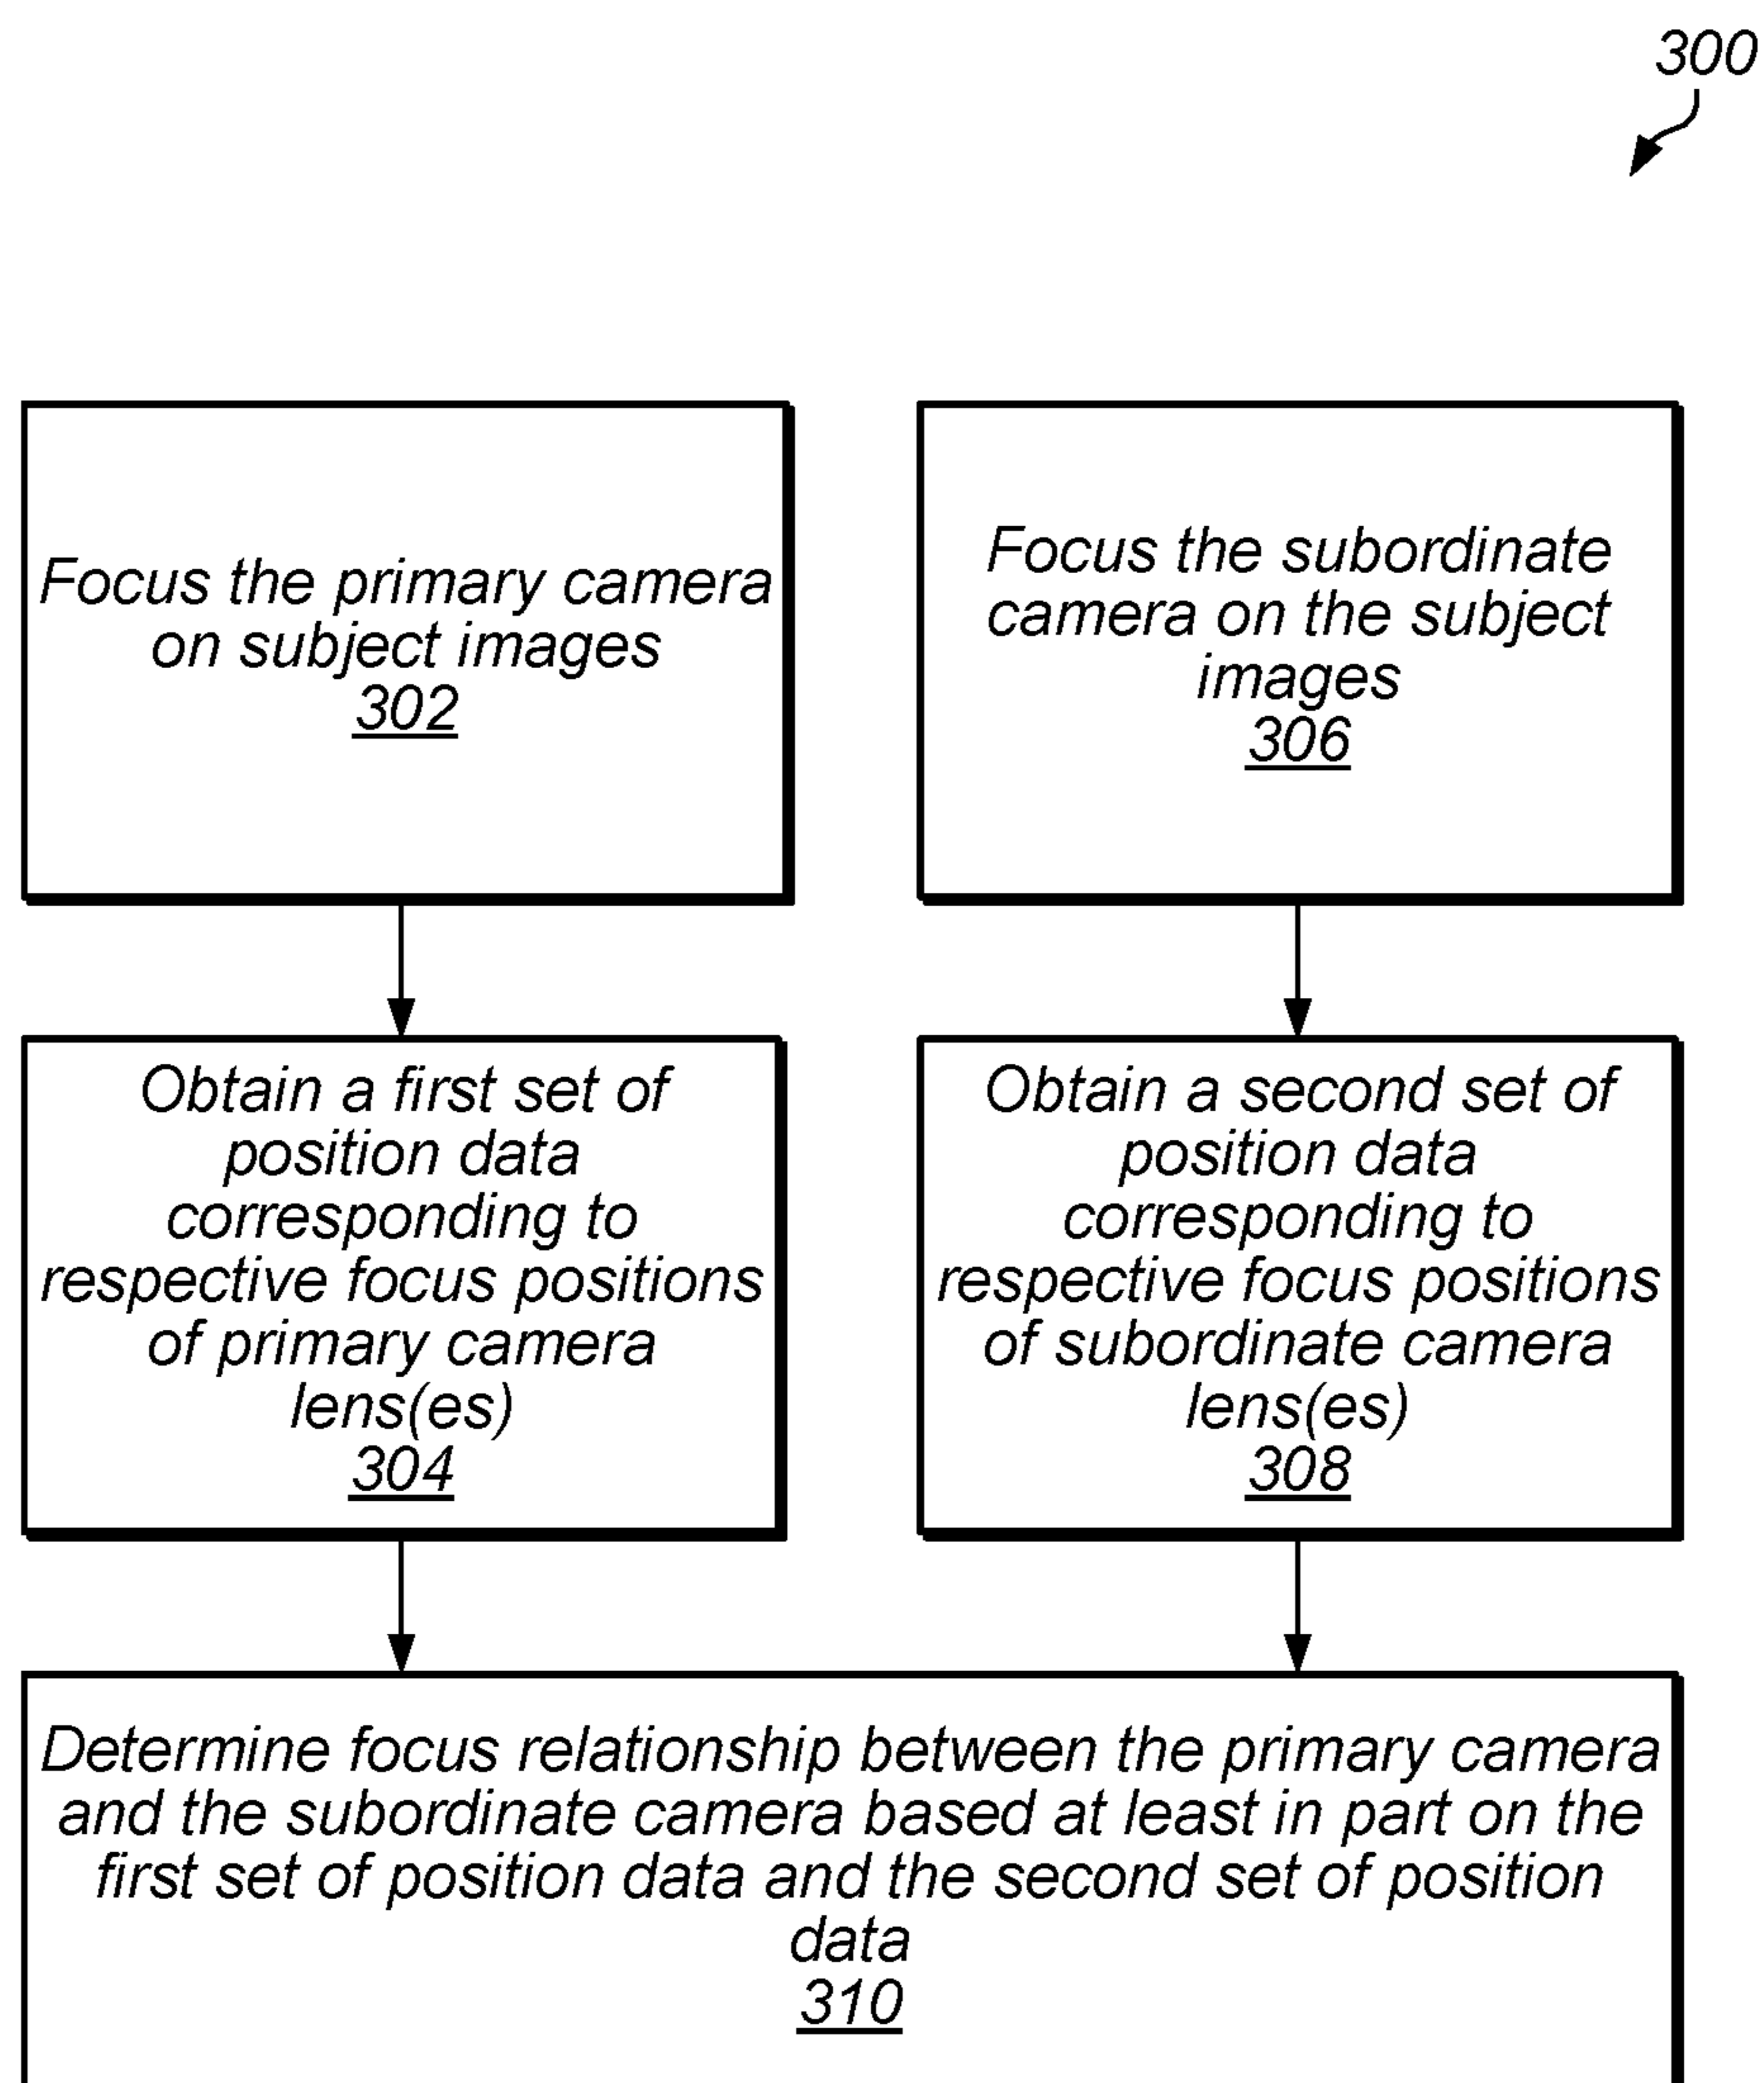 300
Focus the primary camera
on subject images
302
Focus the subordinate
camera on the subject
images
306
Obtain a first set of
position data
corresponding to
respective focus positions
of primary camera
lens(es)
304
Obtain a second set of
position data
corresponding to
respective focus positions
of subordinate camera
lens(es)
308
Determine focus relationship between the primary camera
and the subordinate camera based at least in part on the
first set of position data and the second set of position
data
310